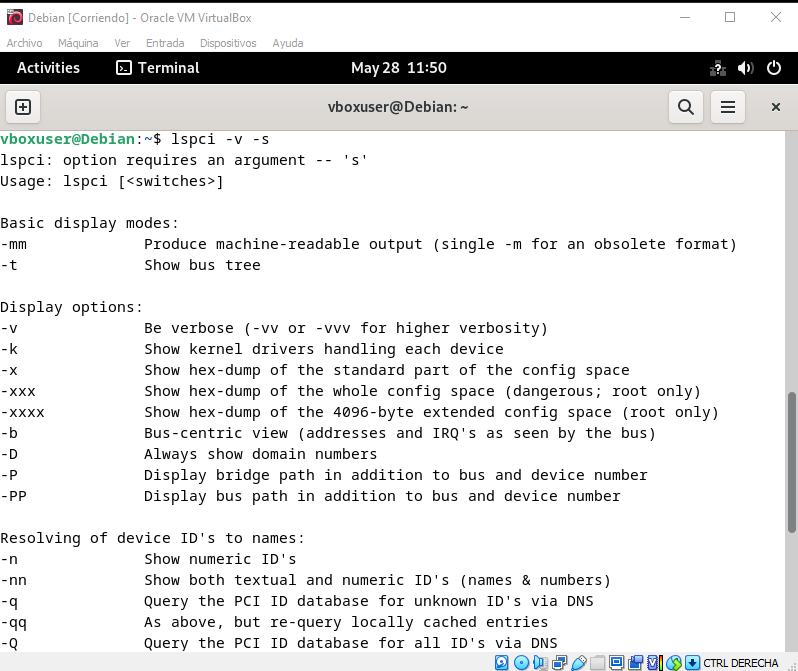 Debian [Corriendo] - Oracle VM VirtualBox
Archivo Máquina Ver Entrada Dispositivos Ayuda
Activities Terminal May 28 11:50
vboxuser@Debian: ~
vboxuser@Debian:~$ lspci -v -s
lspci: option requires an argument -- 's'
Usage: lspci [<switches>]

Basic display modes:
-mm Produce machine-readable output (single -m for an obsolete format)
-t Show bus tree

Display options:
-v Be verbose (-vv or -vvv for higher verbosity)
-k Show kernel drivers handling each device
-x Show hex-dump of the standard part of the config space
-xxx Show hex-dump of the whole config space (dangerous; root only)
-xxxx Show hex-dump of the 4096-byte extended config space (root only)
-b Bus-centric view (addresses and IRQ's as seen by the bus)
-D Always show domain numbers
-P Display bridge path in addition to bus and device number
-PP Display bus path in addition to bus and device number

Resolving of device ID's to names:
-n Show numeric ID's
-nn Show both textual and numeric ID's (names & numbers)
-q Query the PCI ID database for unknown ID's via DNS
-qq As above, but re-query locally cached entries
-Q Query the PCI ID database for all ID's via DNS
CTRL DERECHA